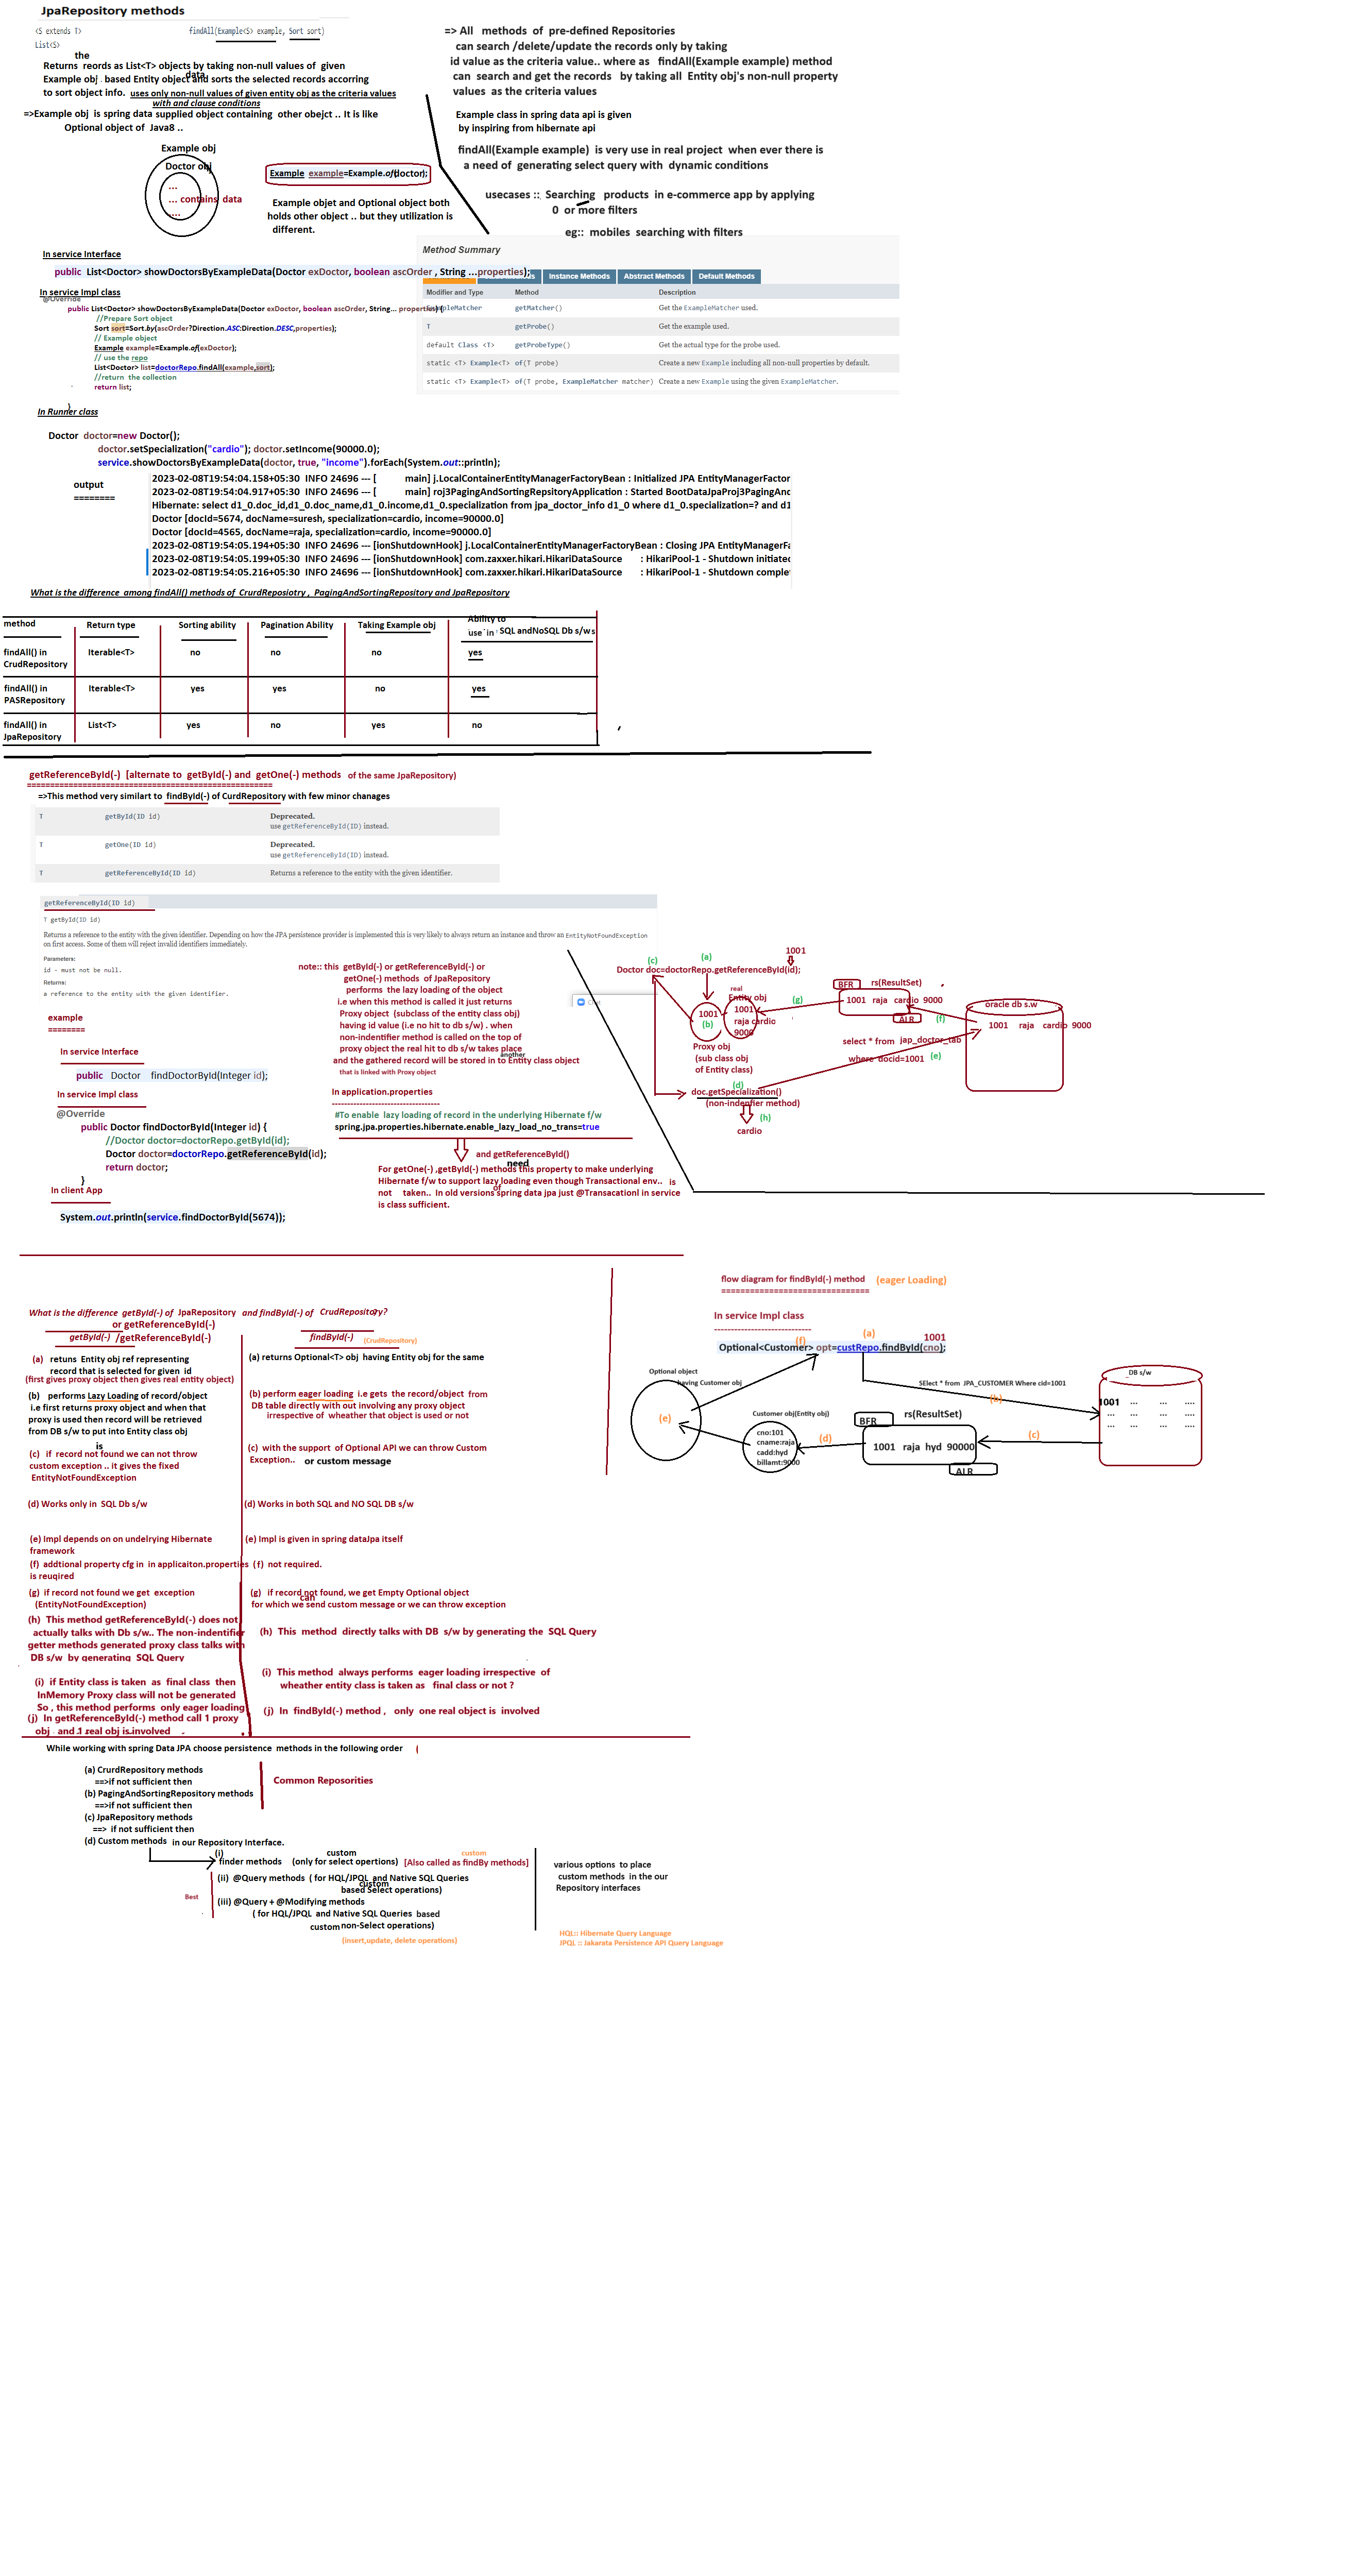 JpaRepository methods
<S extends T> findAll(Example<S> example, Sort sort)
List<S>
the
Returns reords as List<T> objects by taking non-null values of given
data
Example obj . based Entity object and sorts the selected records accorring
to sort object info. uses only non-null values of given entity obj as the criteria values
with and clause conditions
=>Example obj is spring data supplied object containing other obejct .. It is like
Optional object of Java8 ..
Example obj
Doctor obj
...
... contains data
....
Example example=Example.of(doctor);
Example objet and Optional object both
holds other object .. but they utilization is
different.
=> All methods of pre-defined Repositories
can search /delete/update the records only by taking
id value as the criteria value.. where as findAll(Example example) method
can search and get the records by taking all Entity obj's non-null property
values as the criteria values
Example class in spring data api is given
by inspiring from hibernate api
findAll(Example example) is very use in real project when ever there is
a need of generating select query with dynamic conditions
usecases :: Searching products in e-commerce app by applying
0 or more filters
eg:: mobiles searching with filters
Method Summary
Instance Methods Abstract Methods Default Methods
Modifier and Type Method Description
getMatcher() Get the ExampleMatcher used.
T getProbe() Get the example used.
default Class <T> getProbeType() Get the actual type for the probe used.
static <T> Example<T> of(T probe) Create a new Example including all non-null properties by default.
static <T> Example<T> of(T probe, ExampleMatcher matcher) Create a new Example using the given ExampleMatcher.
In service Interface
public List<Doctor> showDoctorsByExampleData(Doctor exDoctor, boolean ascOrder , String ...properties);
In service Impl class
@Override
public List<Doctor> showDoctorsByExampleData(Doctor exDoctor, boolean ascOrder, String... properties) {
//Prepare Sort object
Sort sort=Sort.by(ascOrder?Direction.ASC:Direction.DESC,properties);
// Example object
Example example=Example.of(exDoctor);
// use the repo
List<Doctor> list=doctorRepo.findAll(example,sort);
//return the collection
return list;
}
In Runner class
Doctor doctor=new Doctor();
doctor.setSpecialization("cardio"); doctor.setIncome(90000.0);
service.showDoctorsByExampleData(doctor, true, "income").forEach(System.out::println);
output
========
2023-02-08T19:54:04.158+05:30 INFO 24696 --- [ main] j.LocalContainerEntityManagerFactoryBean : Initialized JPA EntityManagerFactor
2023-02-08T19:54:04.917+05:30 INFO 24696 --- [ main] roj3PagingAndSortingRepsitoryApplication : Started BootDataJpaProj3PagingAnd
Hibernate: select d1_0.doc_id,d1_0.doc_name,d1_0.income,d1_0.specialization from jpa_doctor_info d1_0 where d1_0.specialization=? and d1
Doctor [docId=5674, docName=suresh, specialization=cardio, income=90000.0]
Doctor [docId=4565, docName=raja, specialization=cardio, income=90000.0]
2023-02-08T19:54:05.194+05:30 INFO 24696 --- [ionShutdownHook] j.LocalContainerEntityManagerFactoryBean : Closing JPA EntityManagerFa
2023-02-08T19:54:05.199+05:30 INFO 24696 --- [ionShutdownHook] com.zaxxer.hikari.HikariDataSource : HikariPool-1 - Shutdown initiated
2023-02-08T19:54:05.216+05:30 INFO 24696 --- [ionShutdownHook] com.zaxxer.hikari.HikariDataSource : HikariPool-1 - Shutdown complet
What is the difference among findAll() methods of CrurdReposiotry , PagingAndSortingRepository and JpaRepository
method Return type Sorting ability Pagination Ability Taking Example obj Ability to
use in SQL andNoSQL Db s/ws
findAll() in Iterable<T> no no no yes
CrudRepository
findAll() in Iterable<T> yes yes no yes
PASRepository
findAll() in List<T> yes no yes no
JpaRepository
getReferenceById(-) [alternate to getById(-) and getOne(-) methods of the same JpaRepository)
=>This method very similart to findById(-) of CurdRepository with few minor chanages
T getById(ID id) Deprecated.
use getReferenceById(ID) instead.
T getOne(ID id) Deprecated.
use getReferenceById(ID) instead.
T getReferenceById(ID id) Returns a reference to the entity with the given identifier.
getReferenceById(ID id)
T getById(ID id)
Returns a reference to the entity with the given identifier. Depending on how the JPA persistence provider is implemented this is very likely to always return an instance and throw an EntityNotFoundException
on first access. Some of them will reject invalid identifiers immediately.
Parameters:
id - must not be null.
Returns:
a reference to the entity with the given identifier.
example
========
In service Interface
public Doctor findDoctorById(Integer id);
In service Impl class
@Override
public Doctor findDoctorById(Integer id) {
//Doctor doctor=doctorRepo.getById(id);
Doctor doctor=doctorRepo.getReferenceById(id);
return doctor;
}
In client App
System.out.println(service.findDoctorById(5674));
note:: this getById(-) or getReferenceById(-) or
getOne(-) methods of JpaRepository
performs the lazy loading of the object
i.e when this method is called it just returns
Proxy object (subclass of the entity class obj)
having id value (i.e no hit to db s/w) . when
non-indentifier method is called on the top of
proxy object the real hit to db s/w takes place
another
and the gathered record will be stored in to Entity class object
that is linked with Proxy object
In application.properties
---------------------------------
#To enable lazy loading of record in the underlying Hibernate f/w
spring.jpa.properties.hibernate.enable_lazy_load_no_trans=true
and getReferenceById()
need
For getOne(-) ,getById(-) methods this property to make underlying
Hibernate f/w to support lazy loading even though Transactional env.. is
of
not taken.. In old versions spring data jpa just @Transacationl in service
is class sufficient.
1001
(c) (a)
Doctor doc=doctorRepo.getReferenceById(id);
real
Entity obj
1001
(b)
1001
raja cardio
9000
(g)
BFR rs(ResultSet)
1001 raja cardio 9000
ALR (f)
oracle db s.w
1001 raja cardio 9000
Proxy obj
(sub class obj
of Entity class)
select * from jap_doctor_tab
where docid=1001 (e)
(d)
doc.getSpecialization()
(non-indenfier method)
(h)
cardio
What is the difference getById(-) of JpaRepository and findById(-) of CrudRepository?
or getReferenceById(-)
getById(-) /getReferenceById(-) findById(-) (CrudRepository)
(a) retuns Entity obj ref representing
record that is selected for given id
(first gives proxy object then gives real entity object)
(a) returns Optional<T> obj having Entity obj for the same
(b) performs Lazy Loading of record/object
i.e first returns proxy object and when that
proxy is used then record will be retrieved
from DB s/w to put into Entity class obj
(b) perform eager loading i.e gets the record/object from
DB table directly with out involving any proxy object
irrespective of wheather that object is used or not
is
(c) if record not found we can not throw
custom exception .. it gives the fixed
EntityNotFoundException
(c) with the support of Optional API we can throw Custom
Exception.. or custom message
(d) Works only in SQL Db s/w
(d) Works in both SQL and NO SQL DB s/w
(e) Impl depends on on undelrying Hibernate
framework
(e) Impl is given in spring dataJpa itself
(f) addtional property cfg in in applicaiton.properties
is reuqired
(f) not required.
(g) if record not found we get exception
(EntityNotFoundException)
(g) if record not found, we get Empty Optional object
can
for which we send custom message or we can throw exception
(h) This method getReferenceById(-) does not
actually talks with Db s/w.. The non-indentifier
getter methods generated proxy class talks with
DB s/w by generating SQL Query
(h) This method directly talks with DB s/w by generating the SQL Query
(i) if Entity class is taken as final class then
InMemory Proxy class will not be generated
So , this method performs only eager loading
(i) This method always performs eager loading irrespective of
wheather entity class is taken as final class or not ?
(j) In getReferenceById(-) method call 1 proxy
obj and 1 real obj is involved
(j) In findById(-) method , only one real object is involved
flow diagram for findById(-) method (eager Loading)
==============================
In service Impl class
-----------------------------
(f) (a) 1001
Optional<Customer> opt=custRepo.findById(cno);
Optional object
having Customer obj
(e)
Customer obj(Entity obj)
cno:101
cname:raja
cadd:hyd
billamt:9000
(d)
BFR rs(ResultSet)
1001 raja hyd 90000
ALR
(c)
SElect * from JPA_CUSTOMER Where cid=1001
(b)
DB s/w
1001 ... ... ....
... ... ... ....
... ... ... ....
While working with spring Data JPA choose persistence methods in the following order (
(a) CrurdRepository methods
==>if not sufficient then
(b) PagingAndSortingRepository methods
==>if not sufficient then
(c) JpaRepository methods
==> if not sufficient then
(d) Custom methods in our Repository Interface.
Common Reposorities
(i) custom custom
finder methods (only for select opertions) [Also called as findBy methods]
(ii) @Query methods ( for HQL/JPQL and Native SQL Queries
custom
based Select operations)
Best
(iii) @Query + @Modifying methods
( for HQL/JPQL and Native SQL Queries based
custom non-Select operations)
(insert,update, delete operations)
various options to place
custom methods in the our
Repository interfaces
HQL:: Hibernate Query Language
JPQL :: Jakarata Persistence API Query Language